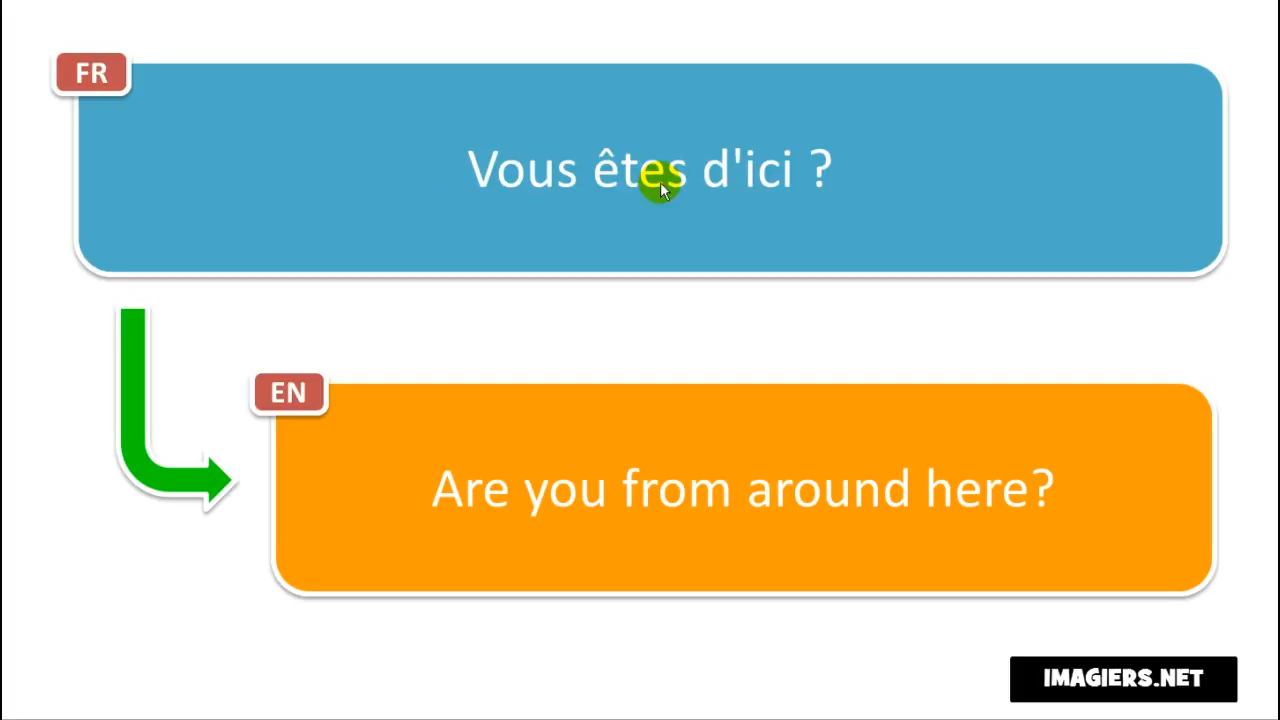 FR
Vous êtes d'ici ?
EN
Are you from around here?
IMAGIERS.NET